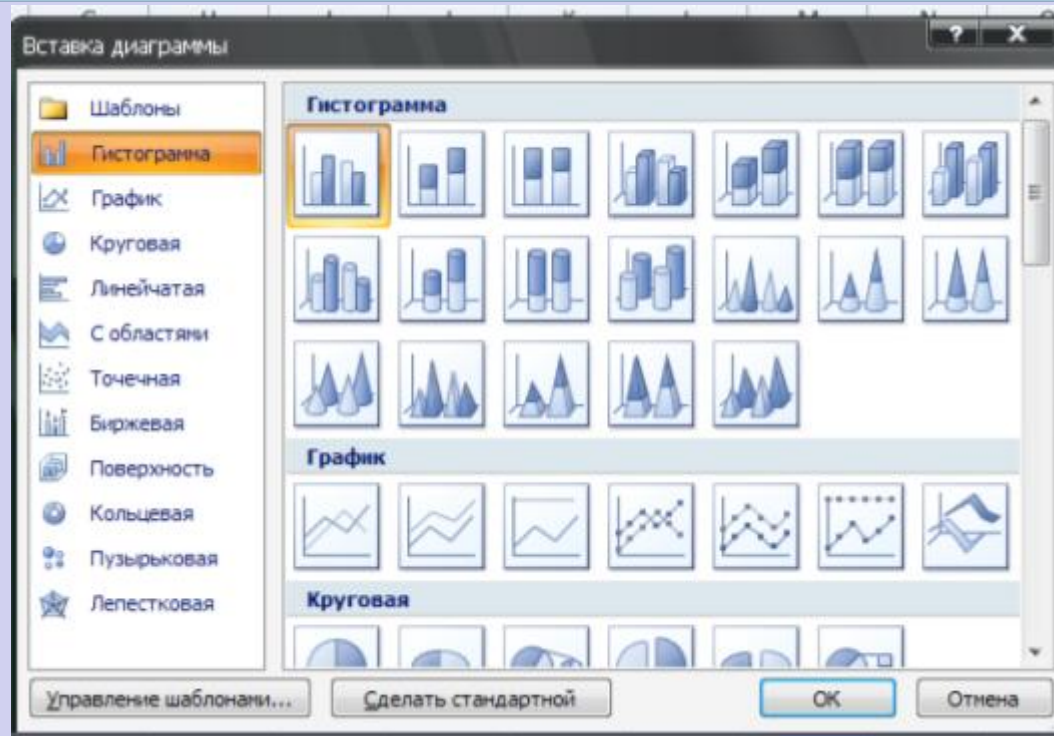 Вставка диаграммы
Шаблоны
Гистограмма
График
Круговая
Линейчатая
С областями
Точечная
Биржевая
Поверхность
Кольцевая
Пузырьковая
Лепестковая
Гистограмма
График
Круговая
Управление шаблонами...
Сделать стандартной
ОК
Отмена